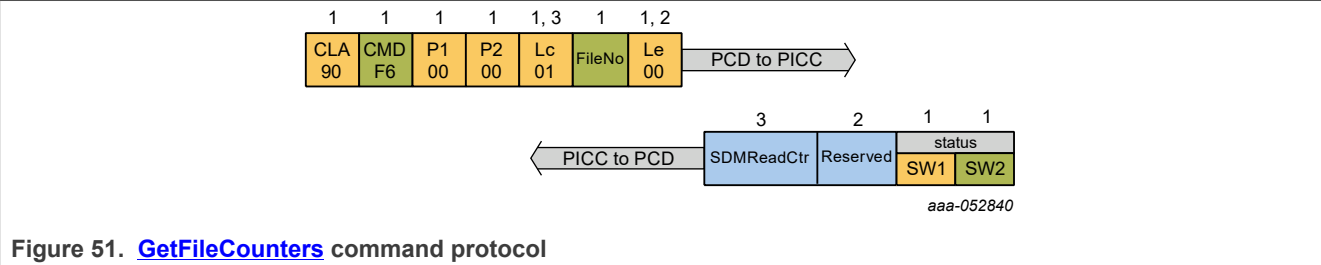 1 1 1 1 1, 3 1 1, 2
CLA CMD P1 P2 Lc FileNo Le
90 F6 00 00 01 00
PCD to PICC
3 2 1 1
PICC to PCD
SDMReadCtr Reserved status
SW1 SW2
aaa-052840
Figure 51. GetFileCounters command protocol